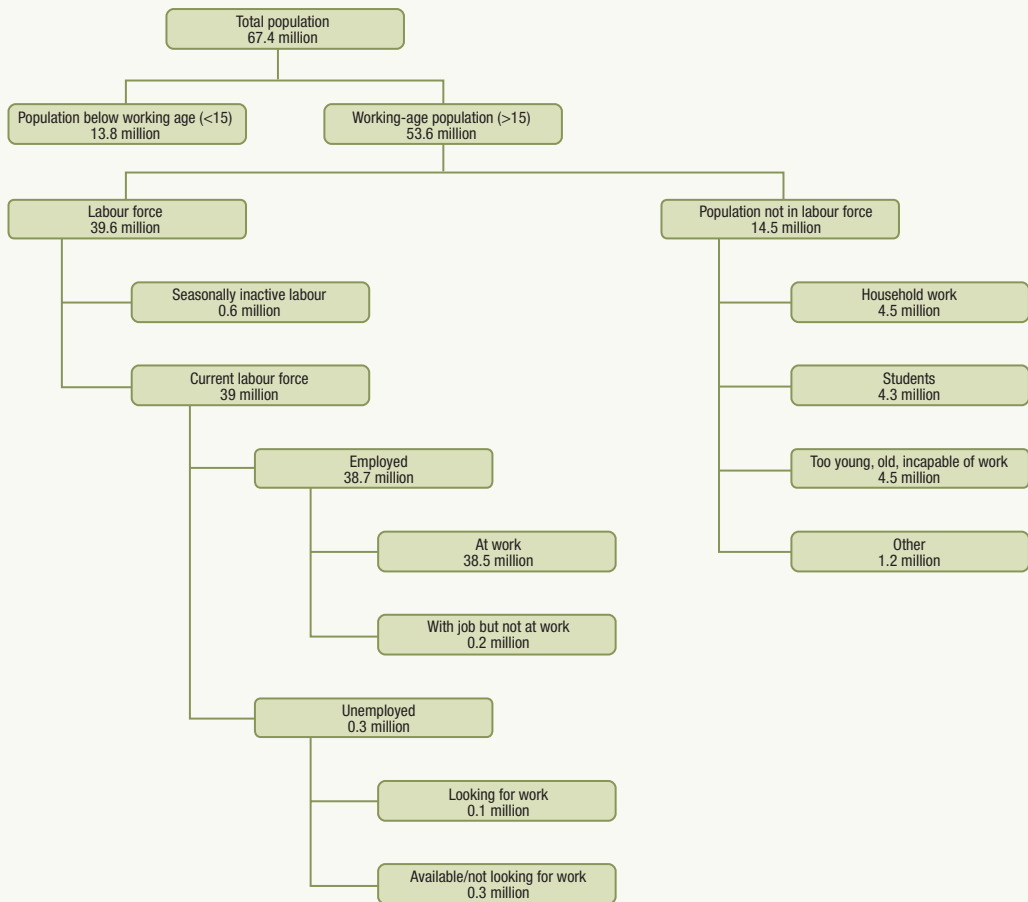 Total population
67.4 million
Population below working age (<15)
13.8 million
Working-age population (>15)
53.6 million
Labour force
39.6 million
Population not in labour force
14.5 million
Seasonally inactive labour
0.6 million
Household work
4.5 million
Current labour force
39 million
Students
4.3 million
Employed
38.7 million
Too young, old, incapable of work
4.5 million
At work
38.5 million
Other
1.2 million
With job but not at work
0.2 million
Unemployed
0.3 million
Looking for work
0.1 million
Available/not looking for work
0.3 million